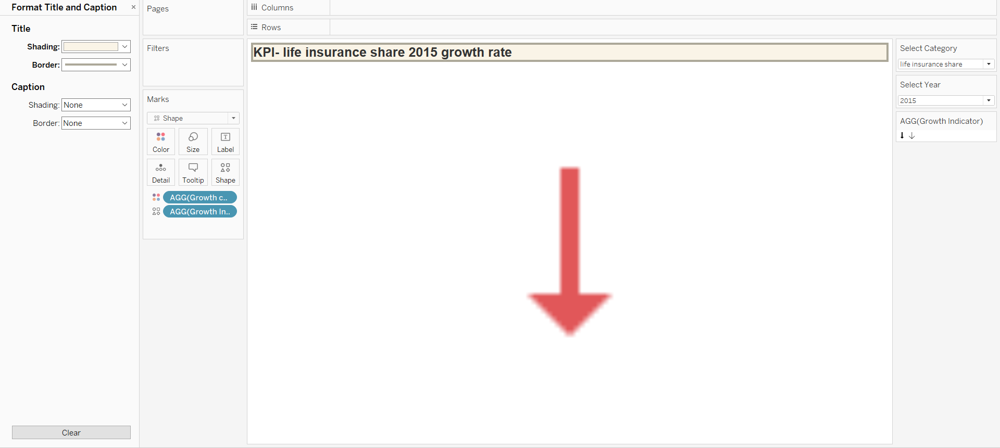 Format Title and Caption
Title
Shading:
Border:
Caption
Shading: None
Border: None
Clear
Pages
Filters
Marks
Shape
Color Size Label
Detail Tooltip Shape
AGG(Growth c..
AGG(Growth In..
Columns
Rows
KPI- life insurance share 2015 growth rate
Select Category
life insurance share
Select Year
2015
AGG(Growth Indicator)